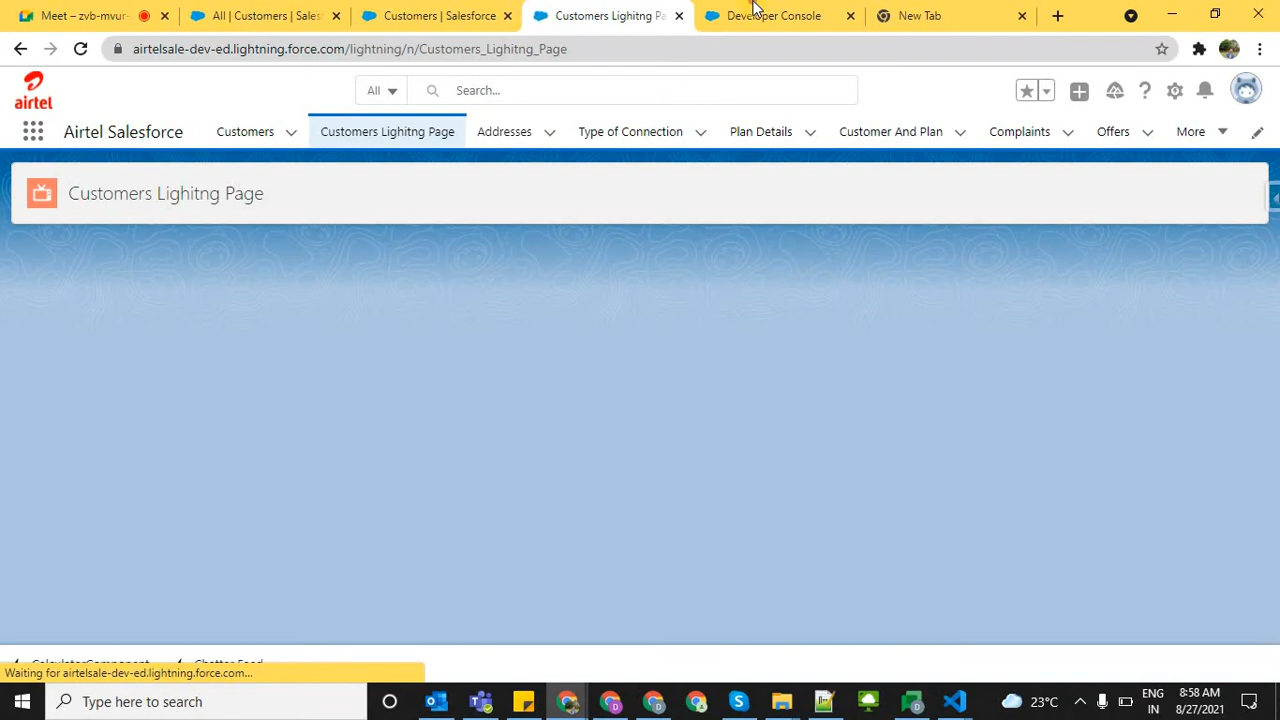 Meet – zvb-mvur-
All | Customers | Sales
Customers | Salesforce
Customers Lighitng Pa
Developer Console
New Tab
airtelsale-dev-ed.lightning.force.com/lightning/n/Customers_Lighitng_Page
airtel
All
Search...
Airtel Salesforce
Customers
Customers Lighitng Page
Addresses
Type of Connection
Plan Details
Customer And Plan
Complaints
Offers
More
Customers Lighitng Page
CalculatorComponent
Chatter Feed
Waiting for airtelsale-dev-ed.lightning.force.com...
Type here to search
23°C
ENG
IN
8:58 AM
8/27/2021